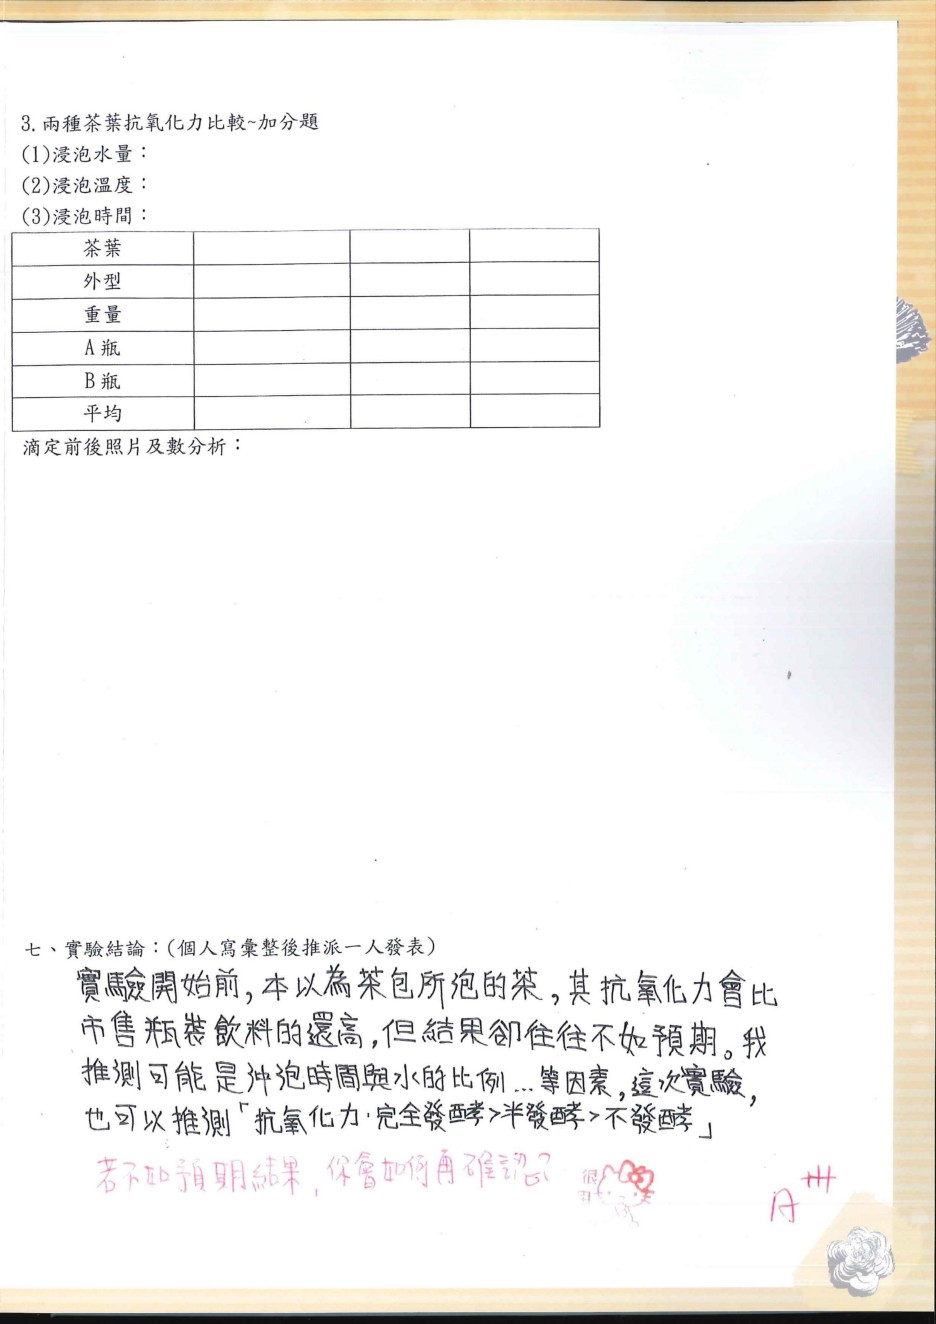 3.兩種茶葉抗氧化力比較~加分題
(1)浸泡水量：
(2)浸泡溫度：
(3)浸泡時間：
茶葉
外型
重量
A 瓶
B 瓶
平均
滴定前後照片及數分析：
七、實驗結論：(個人寫彙整後推派一人發表)
實驗開始前，本以為茶包所泡的茶，其抗氧化力會比
市售瓶裝飲料的還高，但結果卻往往不如預期。我
推測可能是沖泡時間與水的比例…等因素，這次實驗，
也可以推測「抗氧化力：完全發酵>半發酵>不發酵」
若不如預期結果，你會如何再確認？
A+++